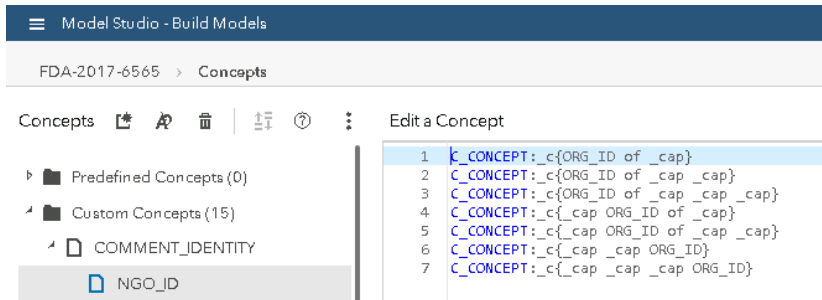 Model Studio - Build Models
FDA-2017-6565 > Concepts
Concepts
Edit a Concept
Predefined Concepts (0)
Custom Concepts (15)
COMMENT_IDENTITY
NGO_ID
1 C_CONCEPT:_c{ORG_ID of _cap}
2 C_CONCEPT:_c{ORG_ID of _cap _cap}
3 C_CONCEPT:_c{ORG_ID of _cap _cap _cap}
4 C_CONCEPT:_c{_cap ORG_ID of _cap}
5 C_CONCEPT:_c{_cap ORG_ID of _cap _cap}
6 C_CONCEPT:_c{_cap _cap ORG_ID}
7 C_CONCEPT:_c{_cap _cap _cap ORG_ID}